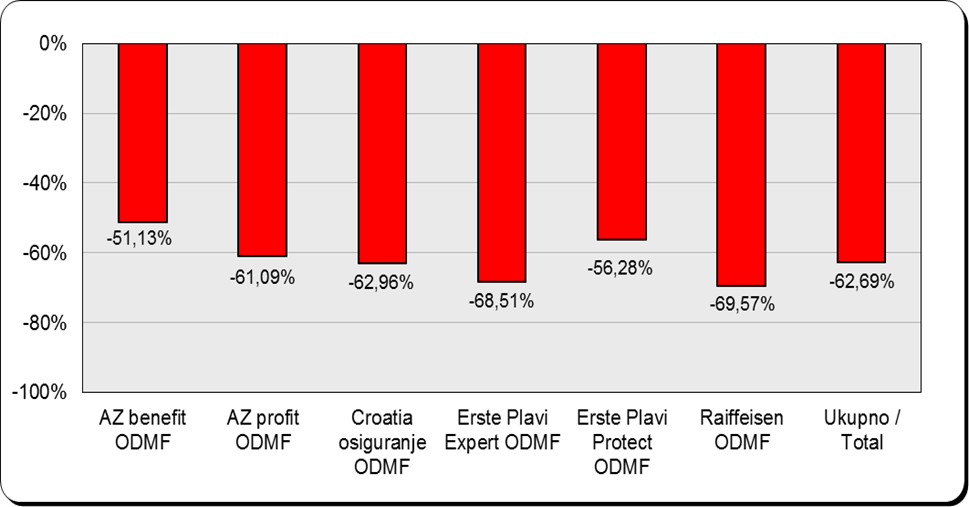 0%
-20%
-40%
-60%
-80%
-100%
-51,13%
-61,09%
-62,96%
-68,51%
-56,28%
-69,57%
-62,69%
AZ benefit
ODMF
AZ profit
ODMF
Croatia
osiguranje
ODMF
Erste Plavi
Expert ODMF
Erste Plavi
Protect
ODMF
Raiffeisen
ODMF
Ukupno /
Total